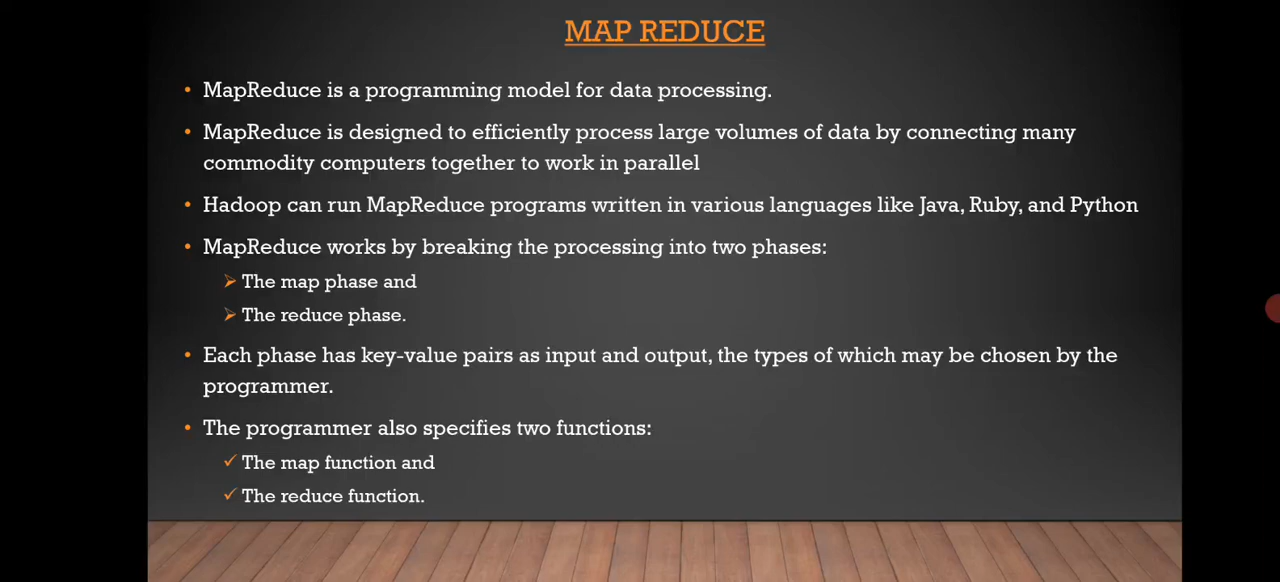 MAP REDUCE
• MapReduce is a programming model for data processing.
• MapReduce is designed to efficiently process large volumes of data by connecting many
commodity computers together to work in parallel
• Hadoop can run MapReduce programs written in various languages like Java, Ruby, and Python
• MapReduce works by breaking the processing into two phases:
➢ The map phase and
➢ The reduce phase.
• Each phase has key-value pairs as input and output, the types of which may be chosen by the
programmer.
• The programmer also specifies two functions:
✓ The map function and
✓ The reduce function.